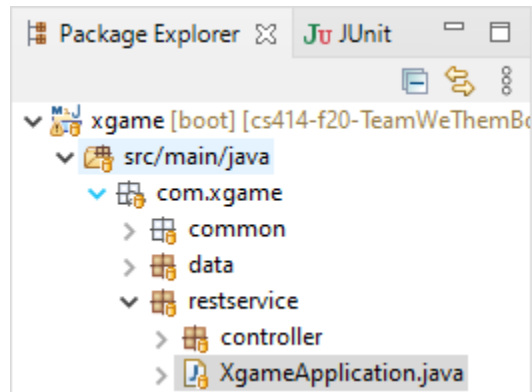 Package Explorer JU JUnit
xgame [boot] [cs414-f20-TeamWeThemBo
src/main/java
com.xgame
common
data
restservice
controller
XgameApplication.java